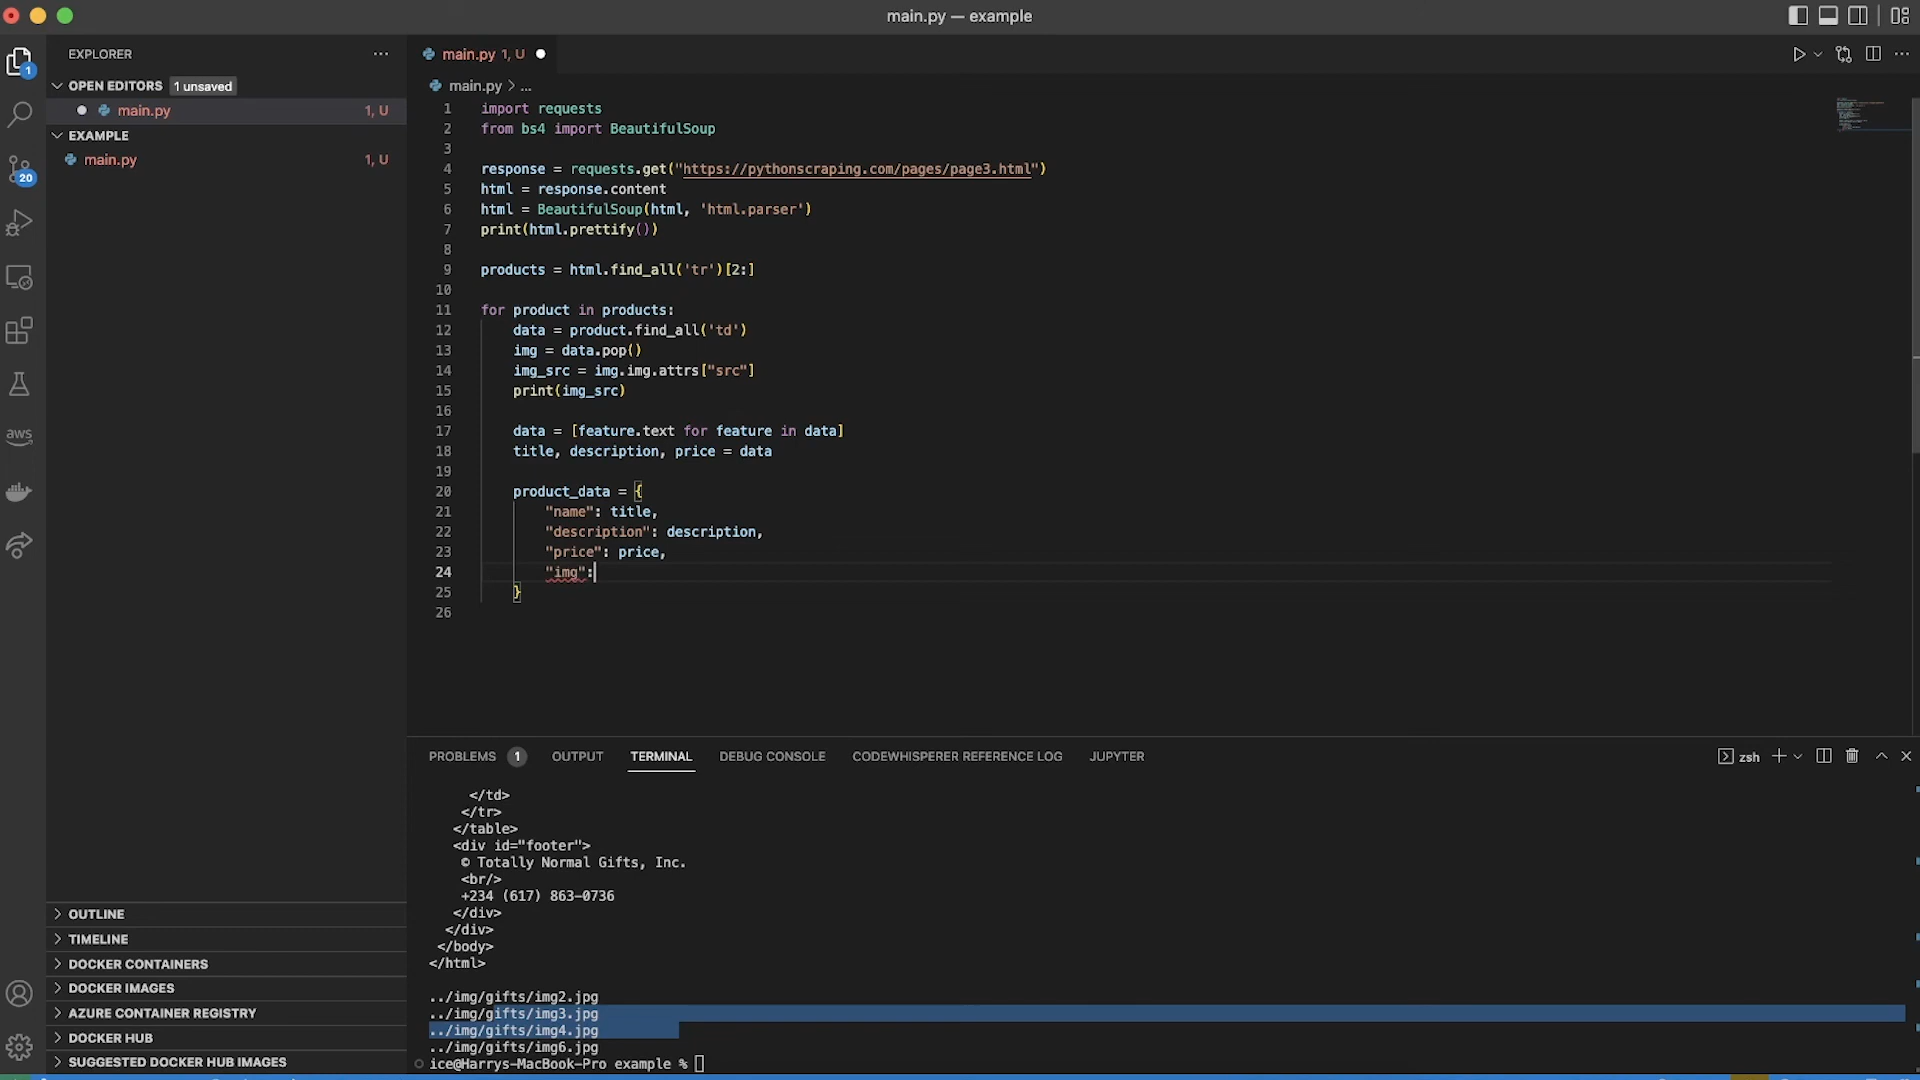 main.py — example
EXPLORER
main.py 1, U
OPEN EDITORS 1 unsaved
main.py > ...
main.py 1, U
EXAMPLE
main.py 1, U
1 import requests
2 from bs4 import BeautifulSoup
3
4 response = requests.get("https://pythonscraping.com/pages/page3.html")
5 html = response.content
6 html = BeautifulSoup(html, 'html.parser')
7 print(html.prettify())
8
9 products = html.find_all('tr')[2:]
10
11 for product in products:
12 data = product.find_all('td')
13 img = data.pop()
14 img_src = img.img.attrs["src"]
15 print(img_src)
16
17 data = [feature.text for feature in data]
18 title, description, price = data
19
20 product_data = {
21 "name": title,
22 "description": description,
23 "price": price,
24 "img":
25 }
26
1
20
aws
PROBLEMS 1 OUTPUT TERMINAL DEBUG CONSOLE CODEWHISPERER REFERENCE LOG JUPYTER
zsh
</td>
</tr>
</table>
<div id="footer">
© Totally Normal Gifts, Inc.
<br/>
+234 (617) 863-0736
</div>
</div>
</body>
</html>
../img/gifts/img2.jpg
../img/gifts/img3.jpg
../img/gifts/img4.jpg
../img/gifts/img6.jpg
ice@Harrys-MacBook-Pro example %
OUTLINE
TIMELINE
DOCKER CONTAINERS
DOCKER IMAGES
AZURE CONTAINER REGISTRY
DOCKER HUB
SUGGESTED DOCKER HUB IMAGES